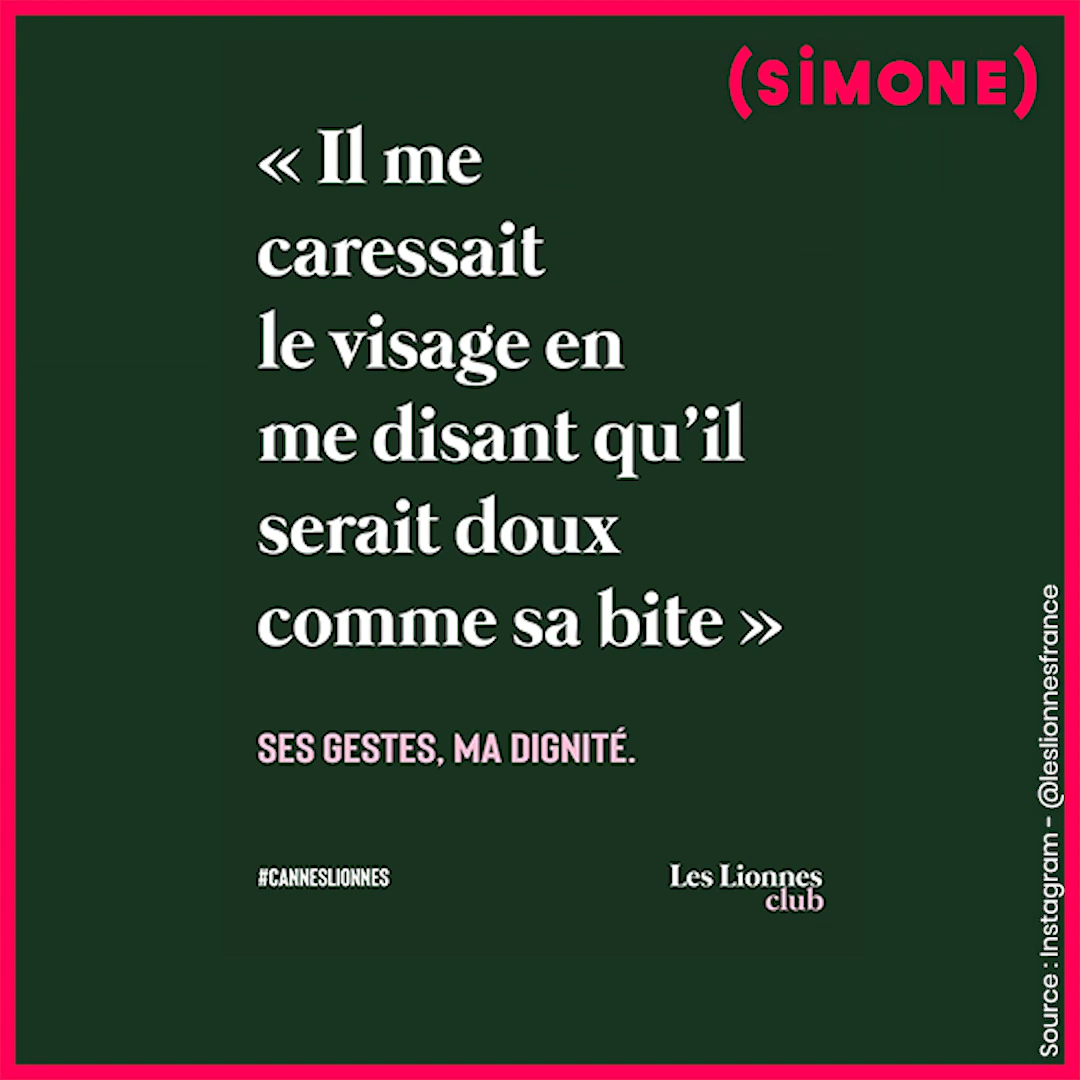 (SiMONE)
« Il me
caressait
le visage en
me disant qu’il
serait doux
comme sa bite »
SES GESTES, MA DIGNITÉ.
#CANNESLIONNES
Les Lionnes
club
Source : Instagram - @leslionnesfrance